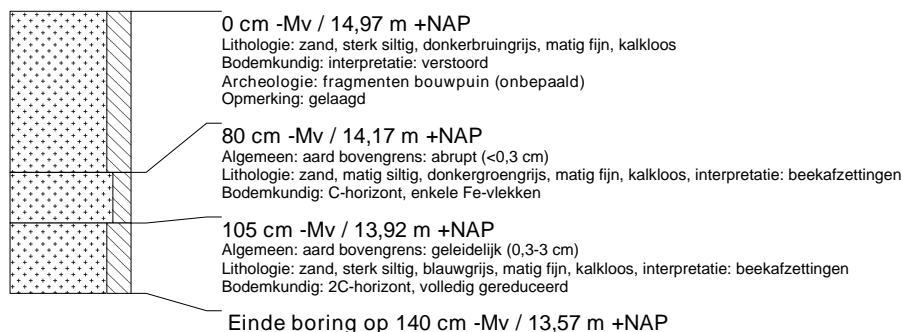 0 cm -Mv / 14,97 m +NAP
Lithologie: zand, sterk siltig, donkerbruingrijs, matig fijn, kalkloos
Bodemkundig: interpretatie: verstoord
Archeologie: fragmenten bouwpuin (onbepaald)
Opmerking: gelaagd
80 cm -Mv / 14,17 m +NAP
Algemeen: aard bovengrens: abrupt (<0,3 cm)
Lithologie: zand, matig siltig, donkergroengrijs, matig fijn, kalkloos, interpretatie: beekafzettingen
Bodemkundig: C-horizont, enkele Fe-vlekken
105 cm -Mv / 13,92 m +NAP
Algemeen: aard bovengrens: geleidelijk (0,3-3 cm)
Lithologie: zand, sterk siltig, blauwgrijs, matig fijn, kalkloos, interpretatie: beekafzettingen
Bodemkundig: 2C-horizont, volledig gereduceerd
Einde boring op 140 cm -Mv / 13,57 m +NAP